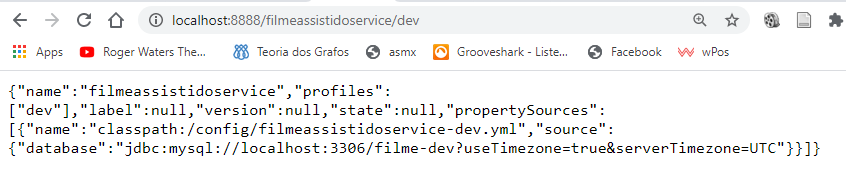 localhost:8888/filmeassistidoservice/dev
Apps Roger Waters The... Teoria dos Grafos asmx Grooveshark - Liste... Facebook wPos
{"name":"filmeassistidoservice","profiles":
["dev"],"label":null,"version":null,"state":null,"propertySources":
[{"name":"classpath:/config/filmeassistidoservice-dev.yml","source":
{"database":"jdbc:mysql://localhost:3306/filme-dev?useTimezone=true&serverTimezone=UTC"}}]}